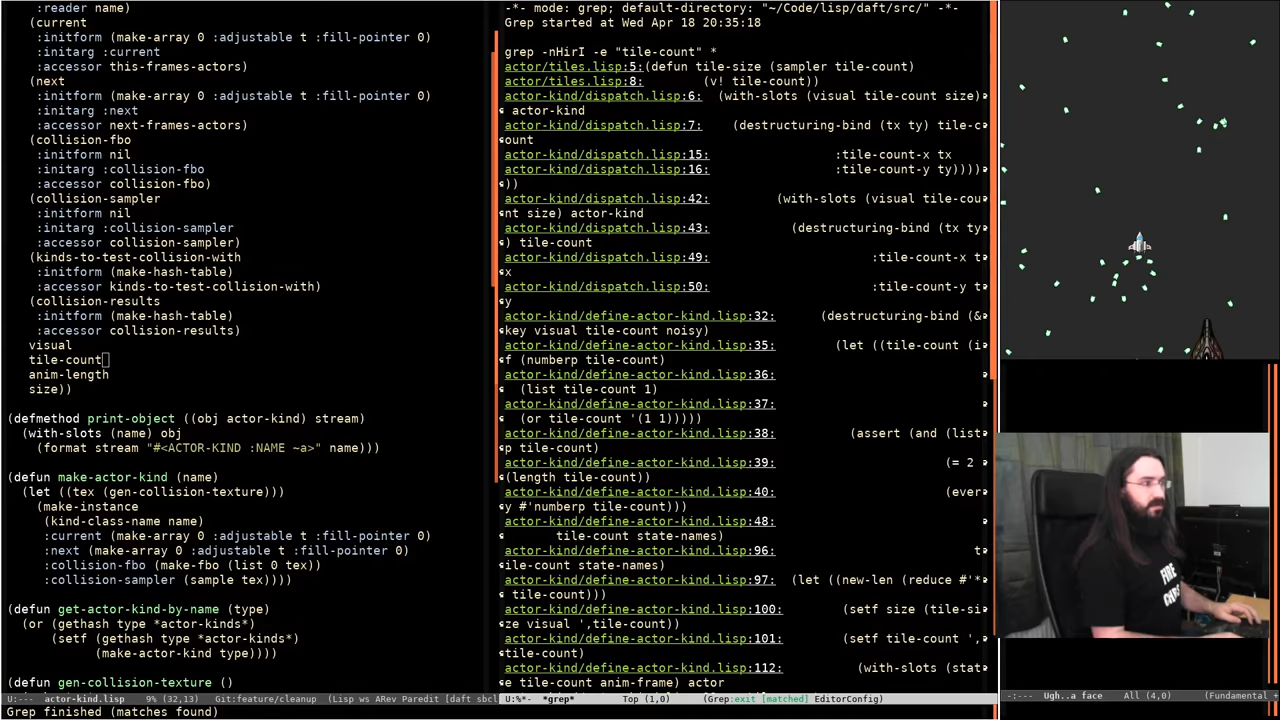 :reader name)
(current
:initform (make-array 0 :adjustable t :fill-pointer 0)
:initarg :current
:accessor this-frames-actors)
(next
:initform (make-array 0 :adjustable t :fill-pointer 0)
:initarg :next
:accessor next-frames-actors)
(collision-fbo
:initform nil
:initarg :collision-fbo
:accessor collision-fbo)
(collision-sampler
:initform nil
:initarg :collision-sampler
:accessor collision-sampler)
(kinds-to-test-collision-with
:initform (make-hash-table)
:accessor kinds-to-test-collision-with)
(collision-results
:initform (make-hash-table)
:accessor collision-results)
visual
tile-count
anim-length
size))
(defmethod print-object ((obj actor-kind) stream)
(with-slots (name) obj
(format stream "#<ACTOR-KIND :NAME ~a>" name)))
(defun make-actor-kind (name)
(let ((tex (gen-collision-texture)))
(make-instance
(kind-class-name name)
:current (make-array 0 :adjustable t :fill-pointer 0)
:next (make-array 0 :adjustable t :fill-pointer 0)
:collision-fbo (make-fbo (list 0 tex))
:collision-sampler (sample tex))))
(defun get-actor-kind-by-name (type)
(or (gethash type *actor-kinds*)
(setf (gethash type *actor-kinds*)
(make-actor-kind type))))
(defun gen-collision-texture ()
U:--- actor-kind.lisp 9% (32,13) Git:feature/cleanup (Lisp ws ARev Paredit [daft sbcl
Grep finished (matches found)
-*- mode: grep; default-directory: "~/Code/lisp/daft/src/" -*-
Grep started at Wed Apr 18 20:35:18
grep -nHirI -e "tile-count" *
actor/tiles.lisp:5:(defun tile-size (sampler tile-count)
actor/tiles.lisp:8: (v! tile-count))
actor-kind/dispatch.lisp:6: (with-slots (visual tile-count size)
actor-kind
actor-kind/dispatch.lisp:7: (destructuring-bind (tx ty) tile-c
ount
actor-kind/dispatch.lisp:15: :tile-count-x tx
actor-kind/dispatch.lisp:16: :tile-count-y ty))))
))
actor-kind/dispatch.lisp:42: (with-slots (visual tile-cou
nt size) actor-kind
actor-kind/dispatch.lisp:43: (destructuring-bind (tx ty
) tile-count
actor-kind/dispatch.lisp:49: :tile-count-x t
x
actor-kind/dispatch.lisp:50: :tile-count-y t
y
actor-kind/define-actor-kind.lisp:32: (destructuring-bind (&
key visual tile-count noisy)
actor-kind/define-actor-kind.lisp:35: (let ((tile-count (i
f (numberp tile-count)
actor-kind/define-actor-kind.lisp:36:
(list tile-count 1)
actor-kind/define-actor-kind.lisp:37:
(or tile-count '(1 1)))))
actor-kind/define-actor-kind.lisp:38: (assert (and (list
p tile-count)
actor-kind/define-actor-kind.lisp:39: (= 2
(length tile-count))
actor-kind/define-actor-kind.lisp:40: (ever
y #'numberp tile-count)))
actor-kind/define-actor-kind.lisp:48:
tile-count state-names)
actor-kind/define-actor-kind.lisp:96: t
ile-count state-names)
actor-kind/define-actor-kind.lisp:97: (let ((new-len (reduce #'*
tile-count)))
actor-kind/define-actor-kind.lisp:100: (setf size (tile-si
ze visual ',tile-count))
actor-kind/define-actor-kind.lisp:101: (setf tile-count ',
tile-count)
actor-kind/define-actor-kind.lisp:112: (with-slots (stat
e tile-count anim-frame) actor
U:%*- *grep* Top (1,0) (Grep:exit [matched] EditorConfig)
FIRE
-:--- Ugh..a face All (4,0) (Fundamental +